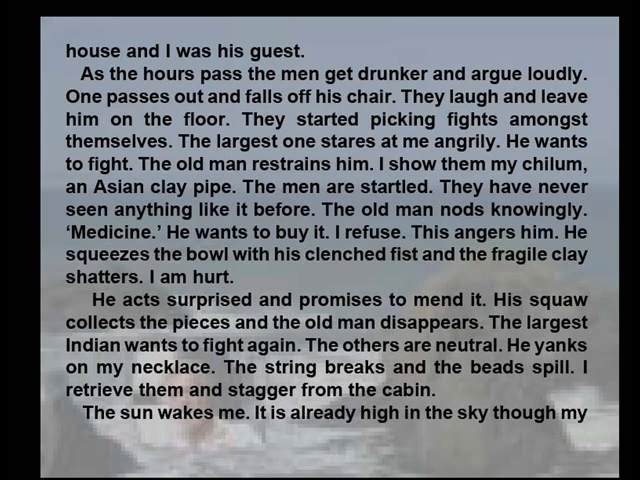 house and I was his guest.
As the hours pass the men get drunker and argue loudly.
One passes out and falls off his chair. They laugh and leave
him on the floor. They started picking fights amongst
themselves. The largest one stares at me angrily. He wants
to fight. The old man restrains him. I show them my chilum,
an Asian clay pipe. The men are startled. They have never
seen anything like it before. The old man nods knowingly.
‘Medicine.’ He wants to buy it. I refuse. This angers him. He
squeezes the bowl with his clenched fist and the fragile clay
shatters. I am hurt.
He acts surprised and promises to mend it. His squaw
collects the pieces and the old man disappears. The largest
Indian wants to fight again. The others are neutral. He yanks
on my necklace. The string breaks and the beads spill. I
retrieve them and stagger from the cabin.
The sun wakes me. It is already high in the sky though my